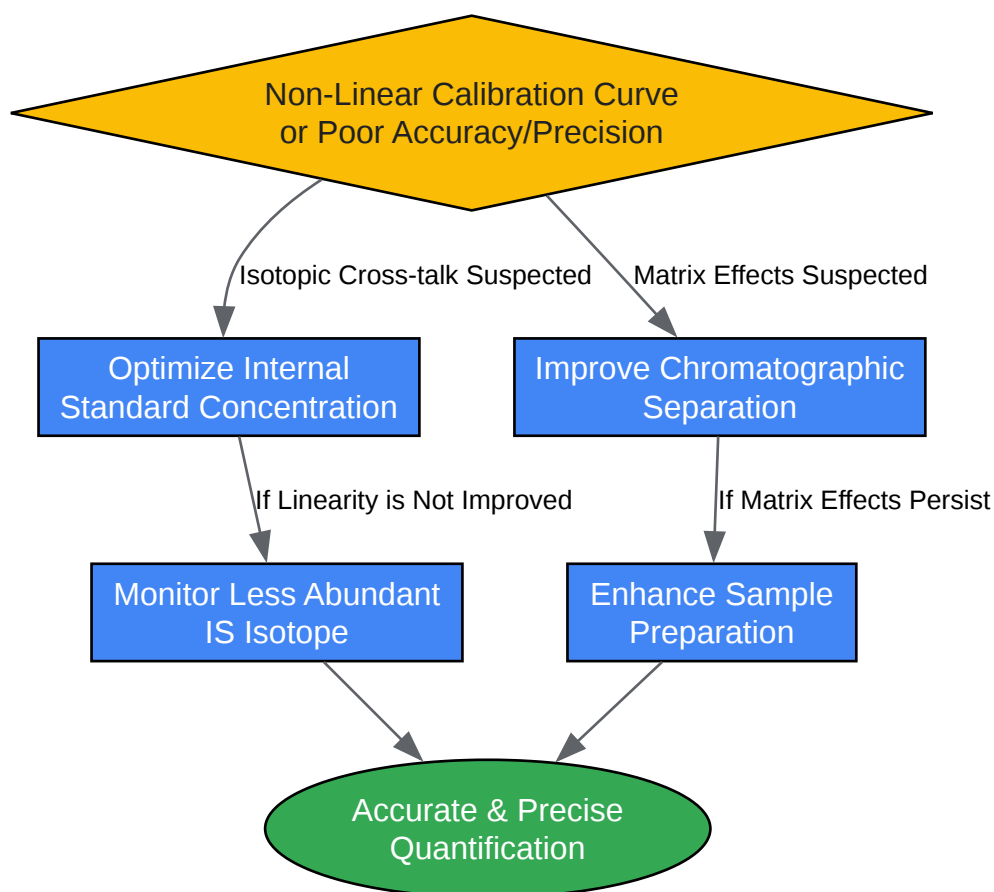 Non-Linear Calibration Curve
or Poor Accuracy/Precision
Isotopic Cross-talk Suspected
Matrix Effects Suspected
Optimize Internal
Standard Concentration
Improve Chromatographic
Separation
If Linearity is Not Improved
If Matrix Effects Persist
Monitor Less Abundant
IS Isotope
Enhance Sample
Preparation
Accurate & Precise
Quantification